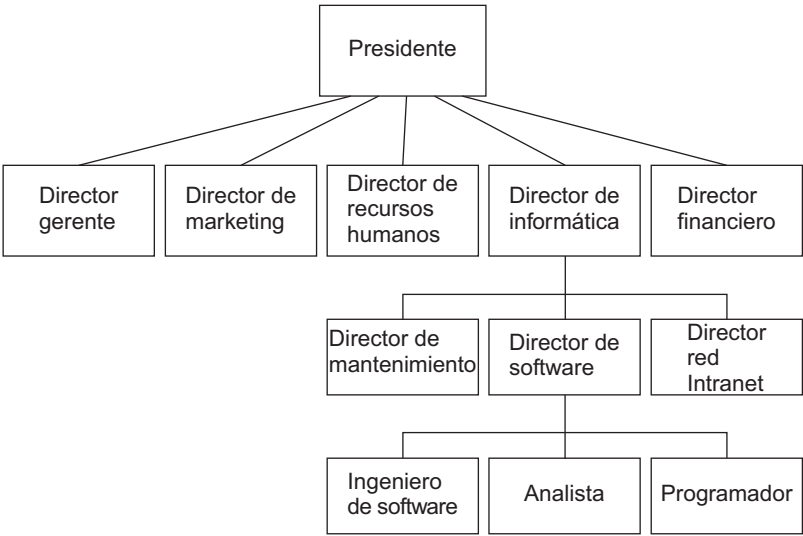 Presidente
Director
gerente
Director de
marketing
Director de
recursos
humanos
Director de
informática
Director
financiero
Director de
mantenimiento
Director de
software
Director
red
Intranet
Ingeniero
de software
Analista
Programador